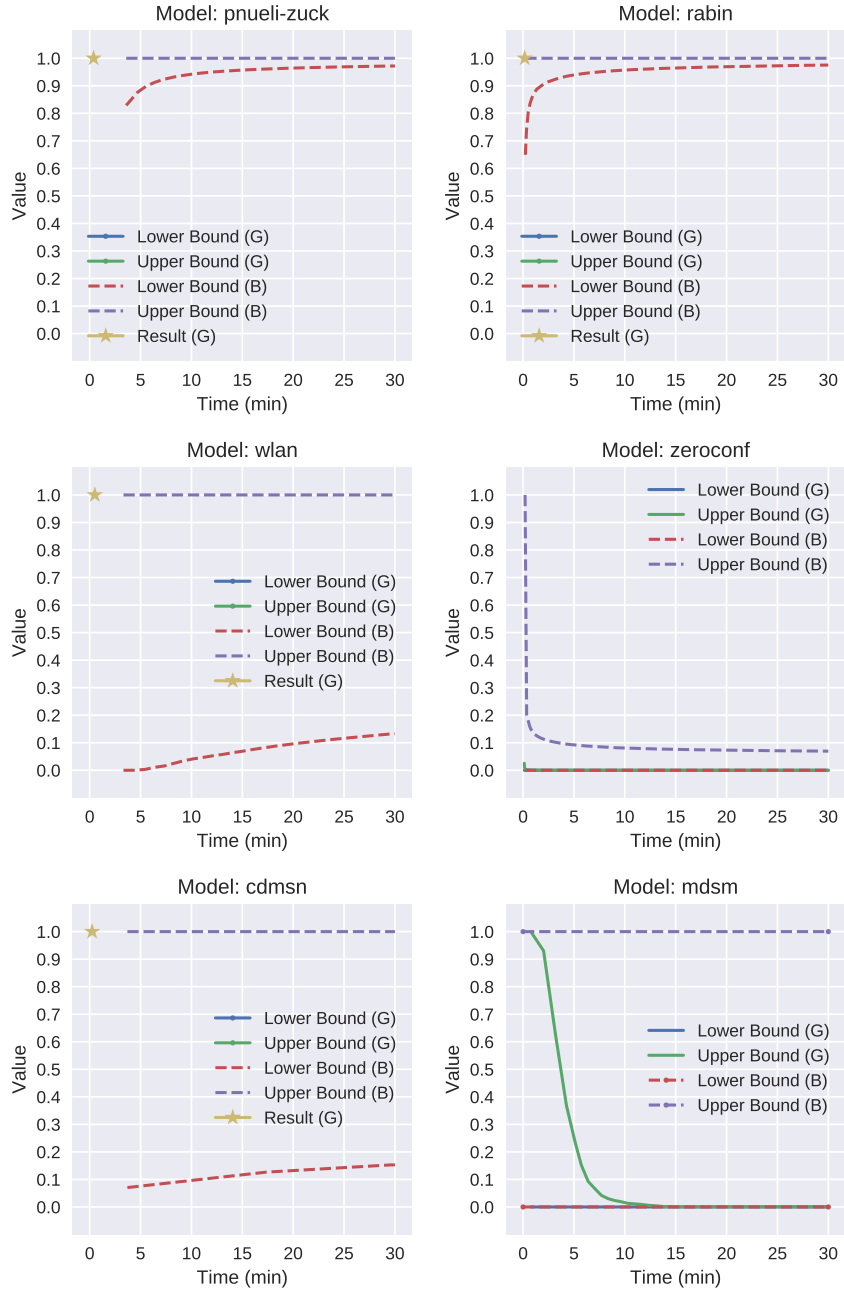 Model: pnueli-zuck
Value
1.0
0.9
0.8
0.7
0.6
0.5
0.4
0.3
0.2
0.1
0.0
Lower Bound (G)
Upper Bound (G)
Lower Bound (B)
Upper Bound (B)
Result (G)
0 5 10 15 20 25 30
Time (min)
Model: rabin
Value
1.0
0.9
0.8
0.7
0.6
0.5
0.4
0.3
0.2
0.1
0.0
Lower Bound (G)
Upper Bound (G)
Lower Bound (B)
Upper Bound (B)
Result (G)
0 5 10 15 20 25 30
Time (min)
Model: wlan
Value
1.0
0.9
0.8
0.7
0.6
0.5
0.4
0.3
0.2
0.1
0.0
Lower Bound (G)
Upper Bound (G)
Lower Bound (B)
Upper Bound (B)
Result (G)
0 5 10 15 20 25 30
Time (min)
Model: zeroconf
Value
1.0
0.9
0.8
0.7
0.6
0.5
0.4
0.3
0.2
0.1
0.0
Lower Bound (G)
Upper Bound (G)
Lower Bound (B)
Upper Bound (B)
0 5 10 15 20 25 30
Time (min)
Model: cdmsn
Value
1.0
0.9
0.8
0.7
0.6
0.5
0.4
0.3
0.2
0.1
0.0
Lower Bound (G)
Upper Bound (G)
Lower Bound (B)
Upper Bound (B)
Result (G)
0 5 10 15 20 25 30
Time (min)
Model: mdsm
Value
1.0
0.9
0.8
0.7
0.6
0.5
0.4
0.3
0.2
0.1
0.0
Lower Bound (G)
Upper Bound (G)
Lower Bound (B)
Upper Bound (B)
0 5 10 15 20 25 30
Time (min)